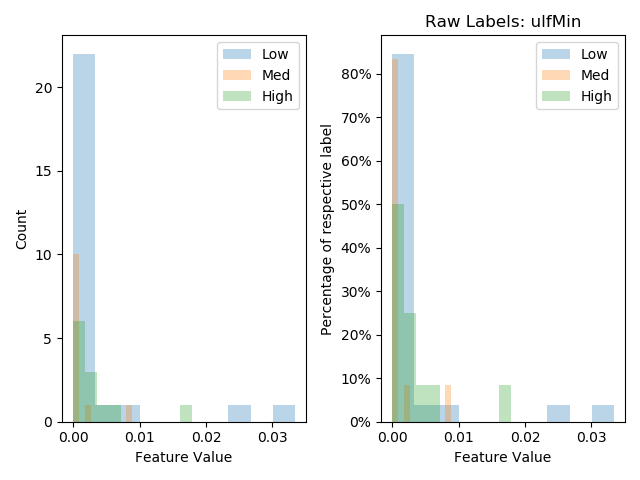 Raw Labels: ulfMin
Count
20
15
10
5
0
0.00 0.01 0.02 0.03
Feature Value
Low
Med
High
Percentage of respective label
80%
70%
60%
50%
40%
30%
20%
10%
0%
0.00 0.01 0.02 0.03
Feature Value
Low
Med
High